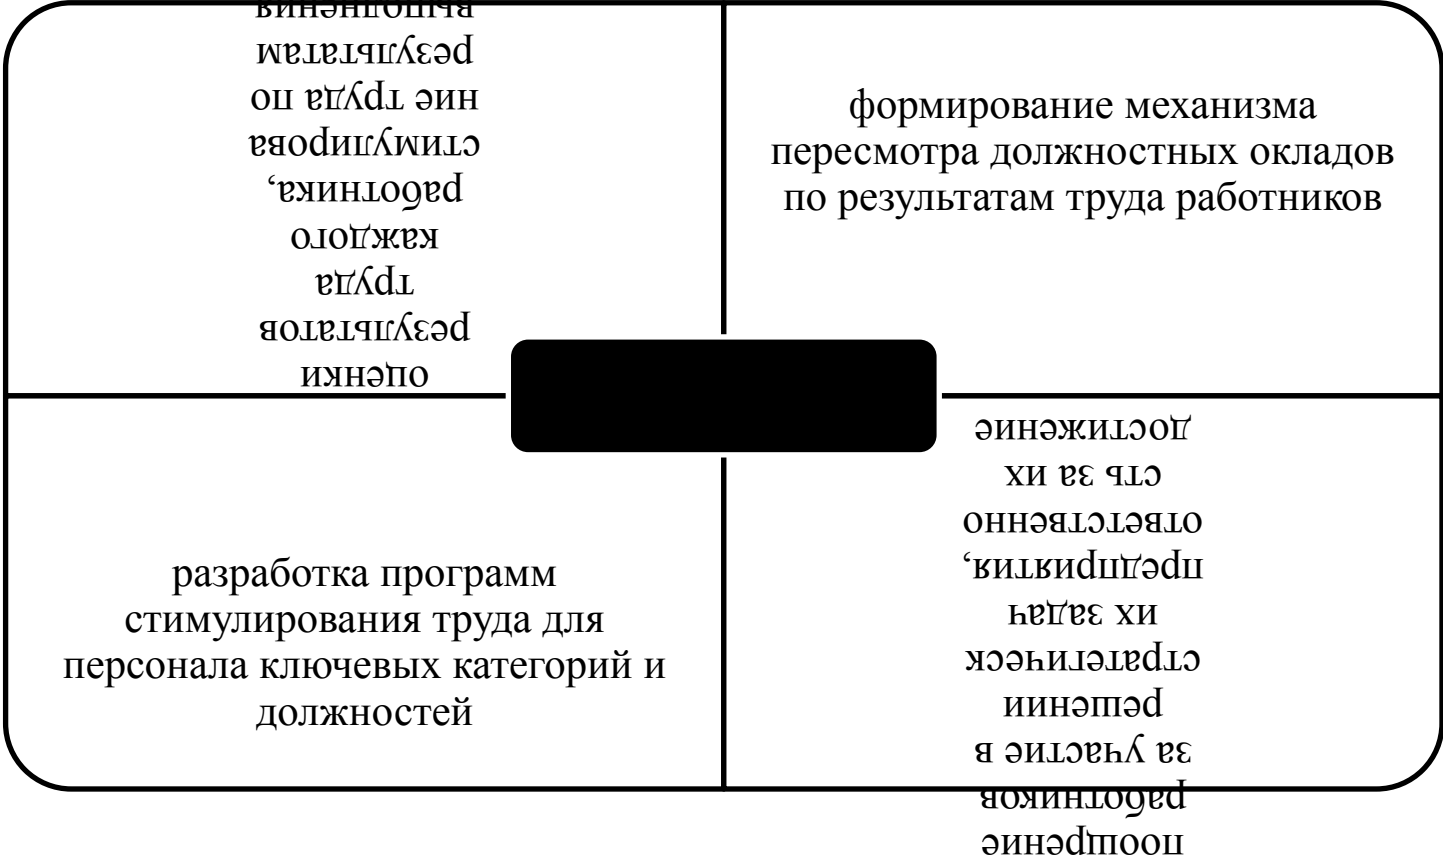 оценки
результатов
труда
каждого
работника,
стимулирова
ние труда по
результатам
выполнения
формирование механизма
пересмотра должностных окладов
по результатам труда работников
разработка программ
стимулирования труда для
персонала ключевых категорий и
должностей
поощрение
работников
за участие в
решении
стратегическ
их задач
предприятия,
ответственно
сть за их
достижение